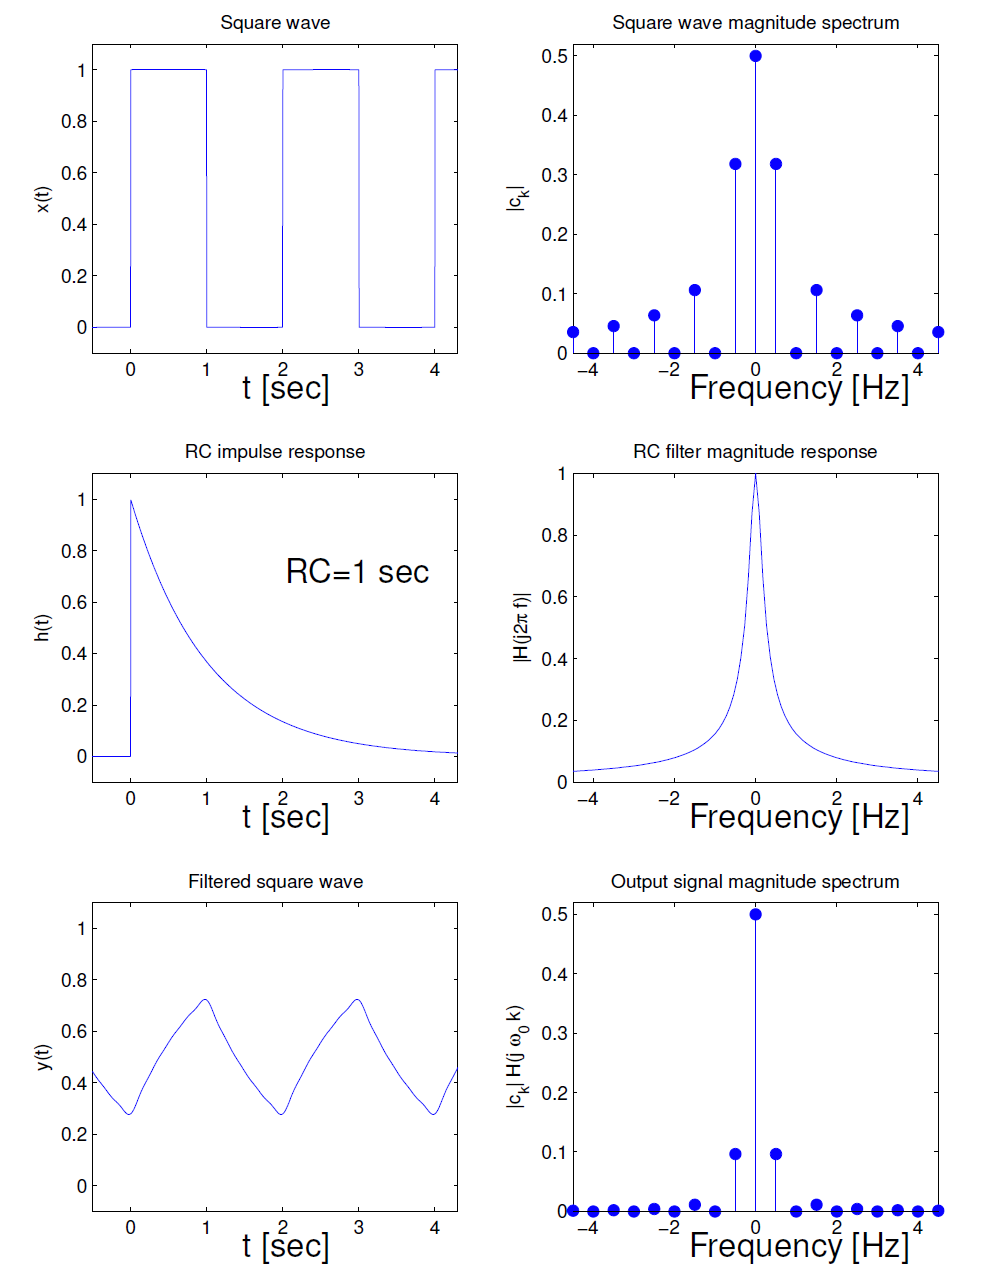 Square wave
1
0.8
0.6
0.4
0.2
0
x(t)
0 1 2 3 4
t [sec]
Square wave magnitude spectrum
0.5
0.4
0.3
0.2
0.1
0
|c_k|
−4 −2 0 2 4
Frequency [Hz]
RC impulse response
1
0.8
0.6
0.4
0.2
0
h(t)
RC=1 sec
0 1 2 3 4
t [sec]
RC filter magnitude response
1
0.8
0.6
0.4
0.2
0
|H(j2π f)|
−4 −2 0 2 4
Frequency [Hz]
Filtered square wave
1
0.8
0.6
0.4
0.2
0
y(t)
0 1 2 3 4
t [sec]
Output signal magnitude spectrum
0.5
0.4
0.3
0.2
0.1
0
|c_k| H(j ω_0 k)
−4 −2 0 2 4
Frequency [Hz]